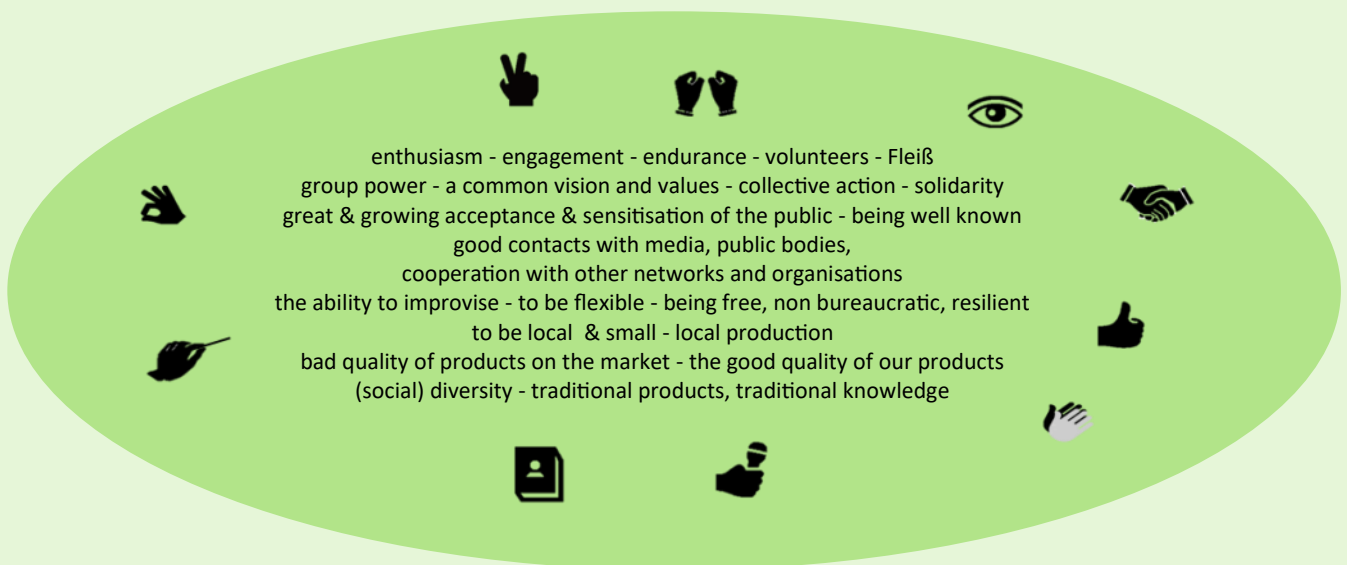 enthusiasm - engagement - endurance - volunteers - Fleiß
group power - a common vision and values - collective action - solidarity
great & growing acceptance & sensitisation of the public - being well known
good contacts with media, public bodies,
cooperation with other networks and organisations
the ability to improvise - to be flexible - being free, non bureaucratic, resilient
to be local & small - local production
bad quality of products on the market - the good quality of our products
(social) diversity - traditional products, traditional knowledge